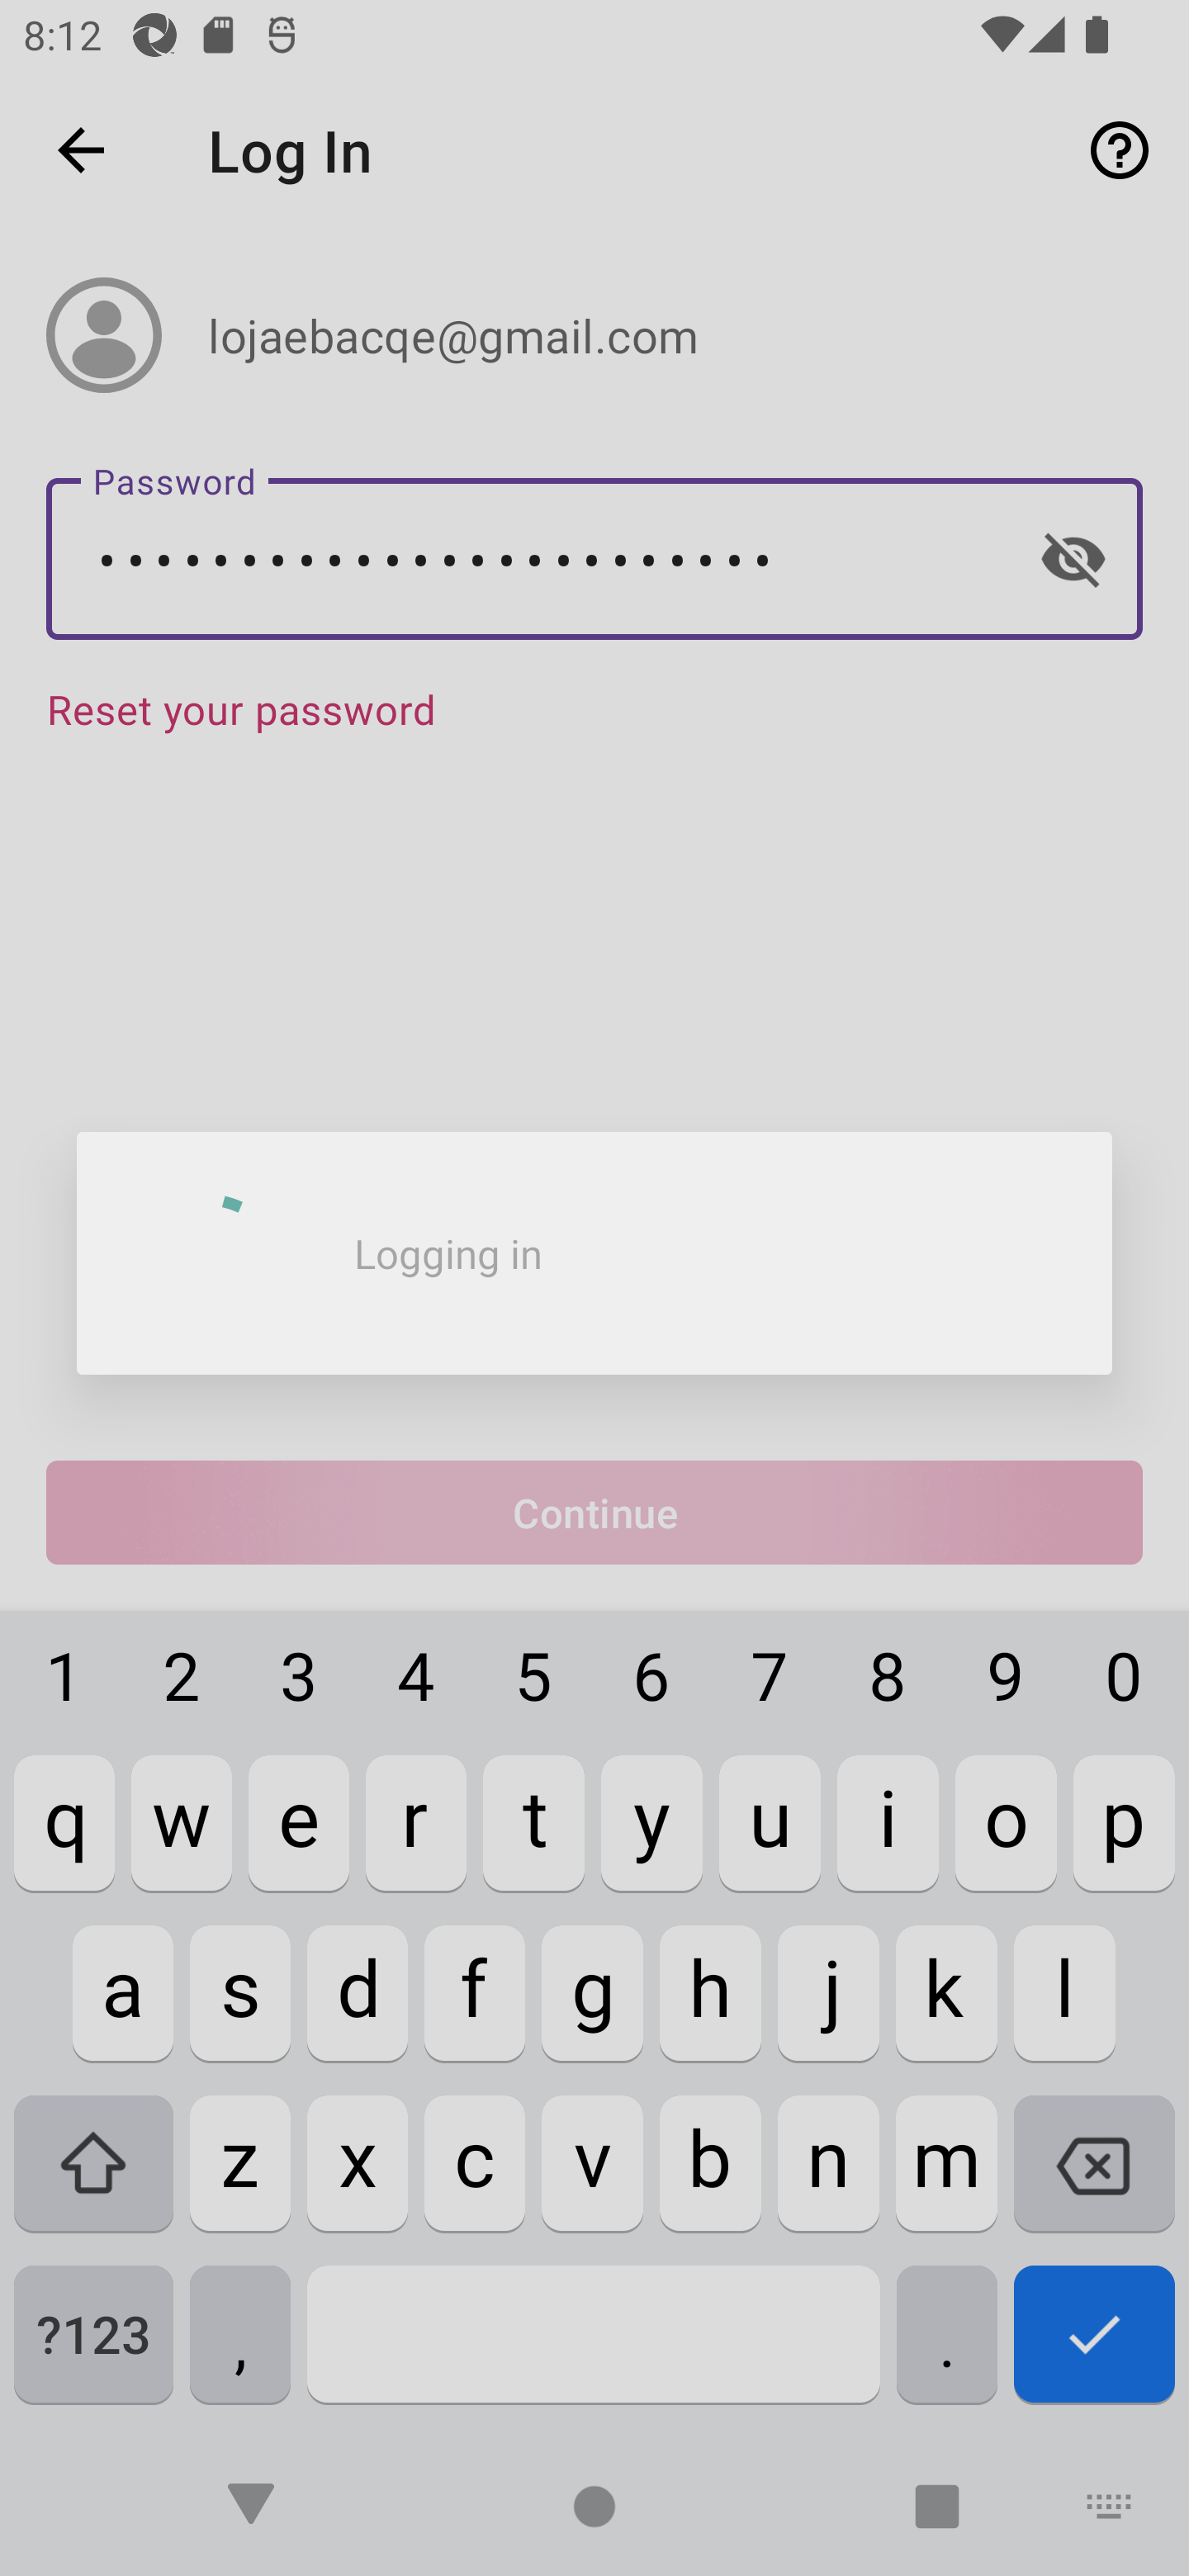 8:12
Log In
lojaebacqe@gmail.com
Password
••••••••••••••••••••••••
Reset your password
Logging in
Continue
1 2 3 4 5 6 7 8 9 0
q w e r t y u i o p
a s d f g h j k l
z x c v b n m
?123 , .